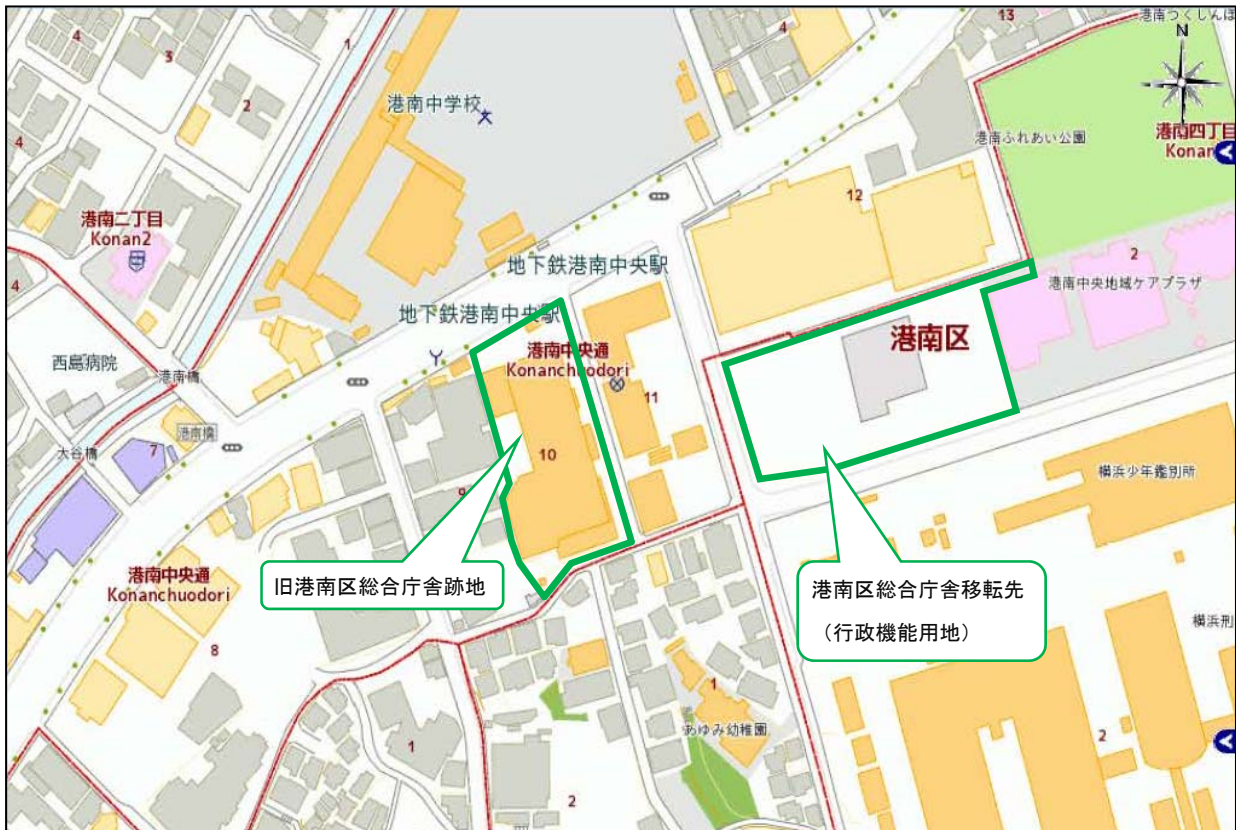 港南つくしんぼ
13
4
3
1
4
2
4
N
港南中学校
港南ふれあい公園
港南四丁目
Konan
12
港南二丁目
Konan2
4
地下鉄港南中央駅
2
港南中央地域ケアプラザ
地下鉄港南中央駅
港南区
西島病院
港南中央通
Konanchuodori
港南橋
11
港南橋
大谷橋
7
10
9
横浜少年鑑別所
港南中央通
Konanchuodori
旧港南区総合庁舎跡地
港南区総合庁舎移転先
（行政機能用地）
横浜刑
8
1
あゆみ幼稚園
1
2
2